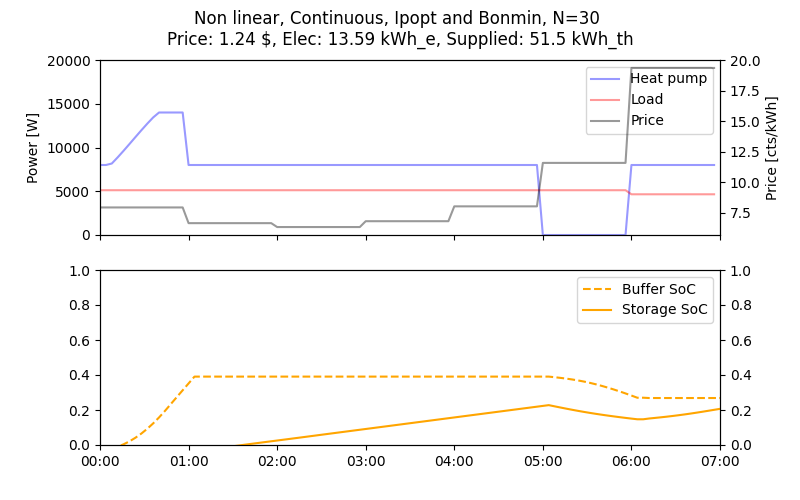 Non linear, Continuous, Ipopt and Bonmin, N=30
Price: 1.24 $, Elec: 13.59 kWh_e, Supplied: 51.5 kWh_th
Power [W]
20000
15000
10000
5000
0
Heat pump
Load
Price
20.0
17.5
15.0
12.5
10.0
7.5
Price [cts/kWh]
1.0
0.8
0.6
0.4
0.2
0.0
Buffer SoC
Storage SoC
1.0
0.8
0.6
0.4
0.2
0.0
00:00 01:00 02:00 03:00 04:00 05:00 06:00 07:00